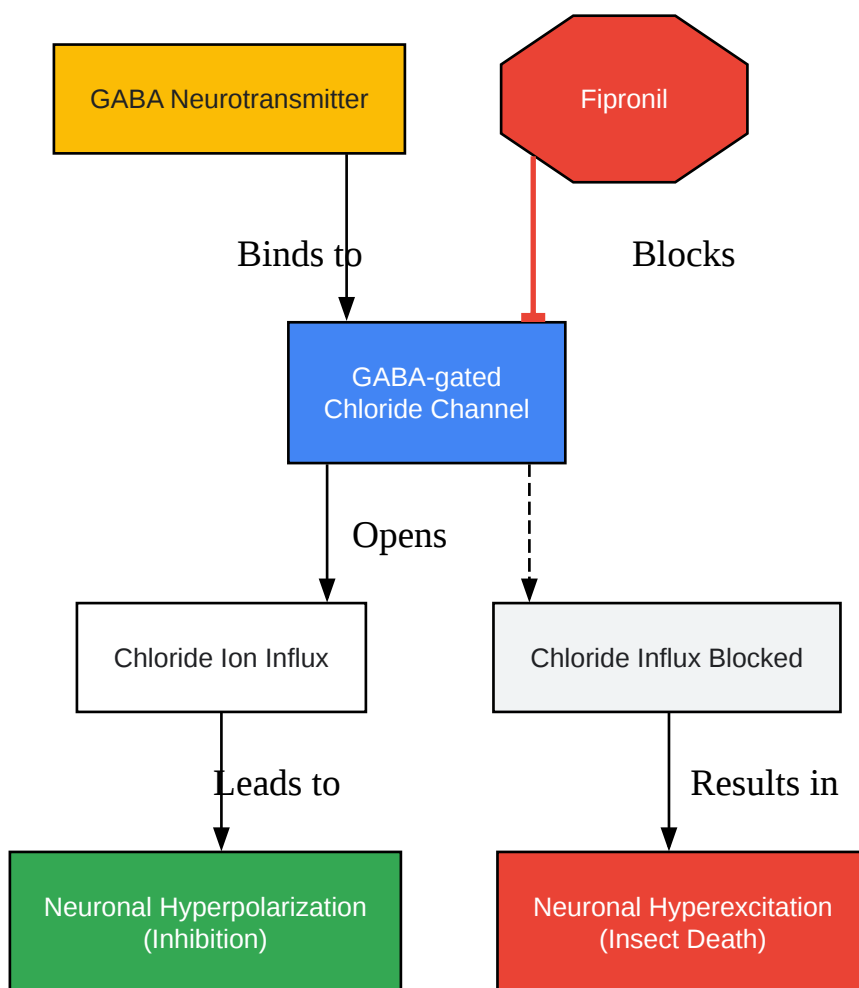 GABA Neurotransmitter
Fipronil
Binds to
Blocks
GABA-gated
Chloride Channel
Opens
Chloride Ion Influx
Chloride Influx Blocked
Leads to
Results in
Neuronal Hyperpolarization
(Inhibition)
Neuronal Hyperexcitation
(Insect Death)